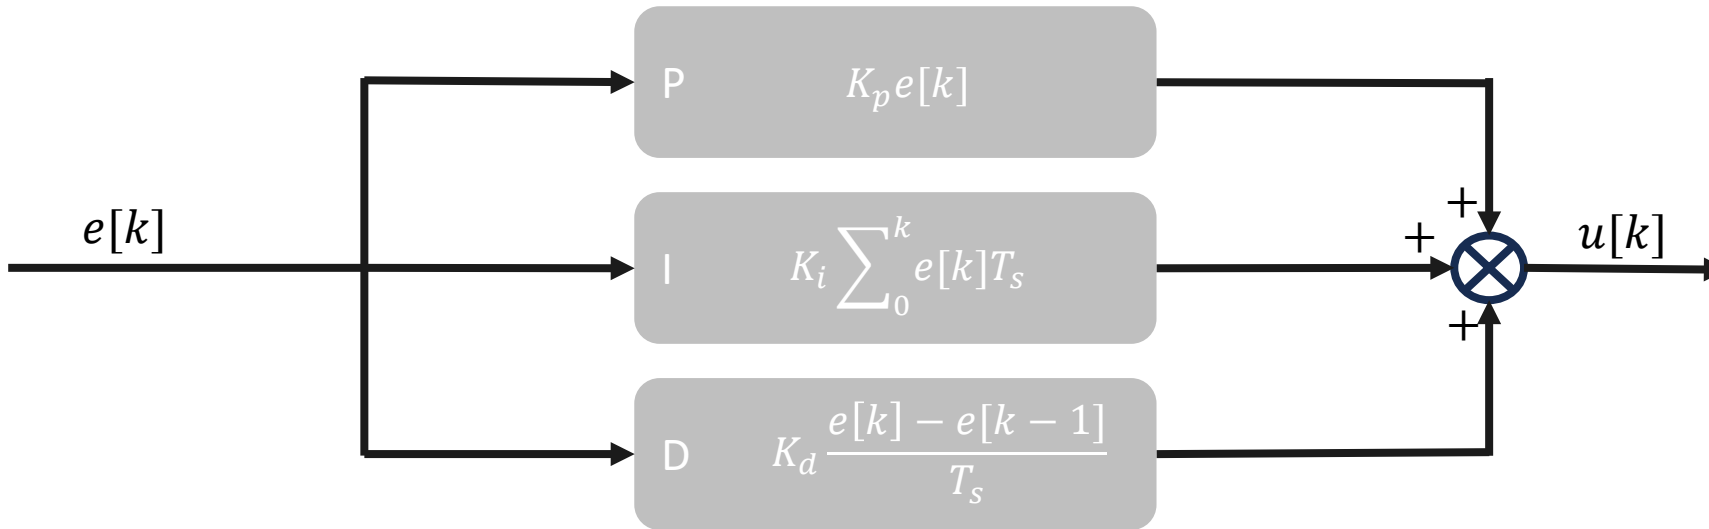 P K_p e[k]
e[k]
I K_i ∑_0^k e[k]T_s
D K_d (e[k] − e[k − 1])/T_s
+
+
+
u[k]